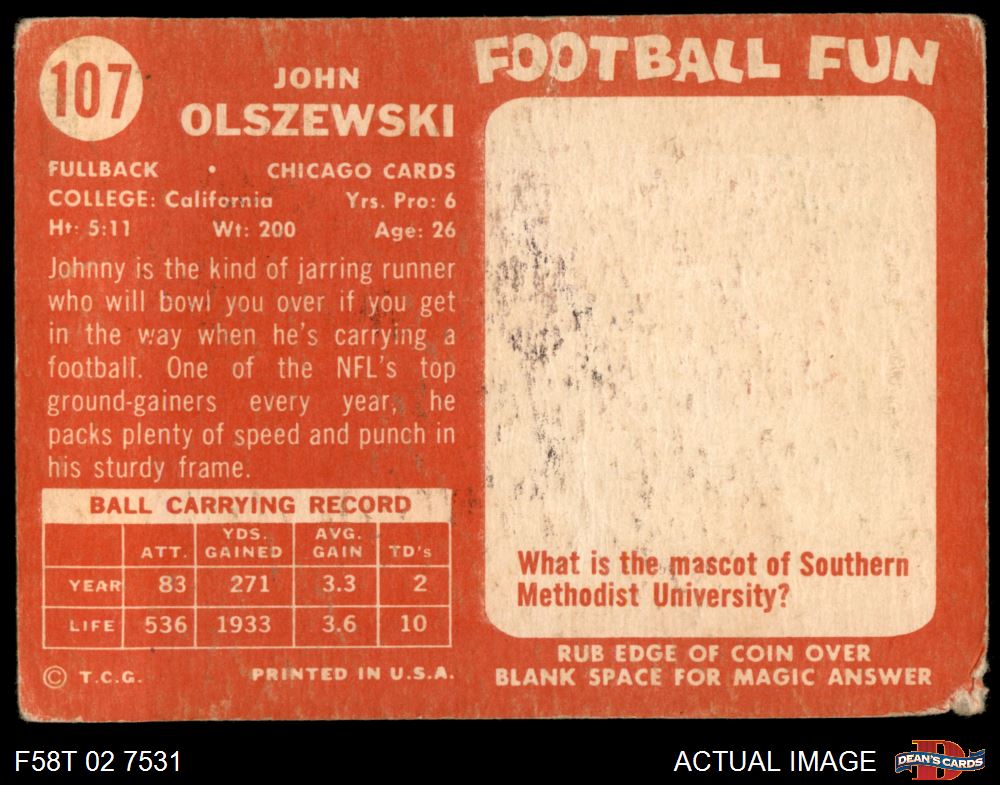 107
JOHN
OLSZEWSKI
FULLBACK • CHICAGO CARDS
COLLEGE: California Yrs. Pro: 6
Ht: 5:11 Wt: 200 Age: 26
Johnny is the kind of jarring runner
who will bowl you over if you get
in the way when he's carrying a
football. One of the NFL's top
ground-gainers every year, he
packs plenty of speed and punch in
his sturdy frame.
BALL CARRYING RECORD
ATT. YDS. GAINED AVG. GAIN TD's
YEAR 83 271 3.3 2
LIFE 536 1933 3.6 10
© T.C.G. PRINTED IN U.S.A.
FOOTBALL FUN
What is the mascot of Southern
Methodist University?
RUB EDGE OF COIN OVER
BLANK SPACE FOR MAGIC ANSWER
F58T 02 7531 ACTUAL IMAGE
D
DEAN'S CARDS